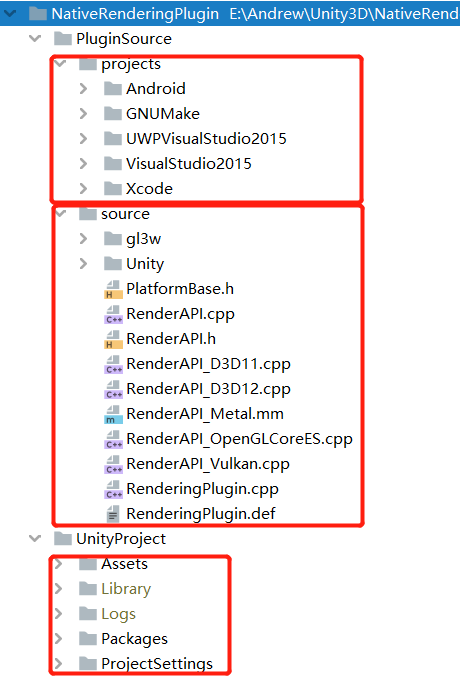 NativeRenderingPlugin E:\Andrew\Unity3D\NativeRend
PluginSource
projects
Android
GNUMake
UWPVisualStudio2015
VisualStudio2015
Xcode
source
gl3w
Unity
H PlatformBase.h
C++ RenderAPI.cpp
H RenderAPI.h
C++ RenderAPI_D3D11.cpp
C++ RenderAPI_D3D12.cpp
m RenderAPI_Metal.mm
C++ RenderAPI_OpenGLCoreES.cpp
C++ RenderAPI_Vulkan.cpp
C++ RenderingPlugin.cpp
RenderingPlugin.def
UnityProject
Assets
Library
Logs
Packages
ProjectSettings